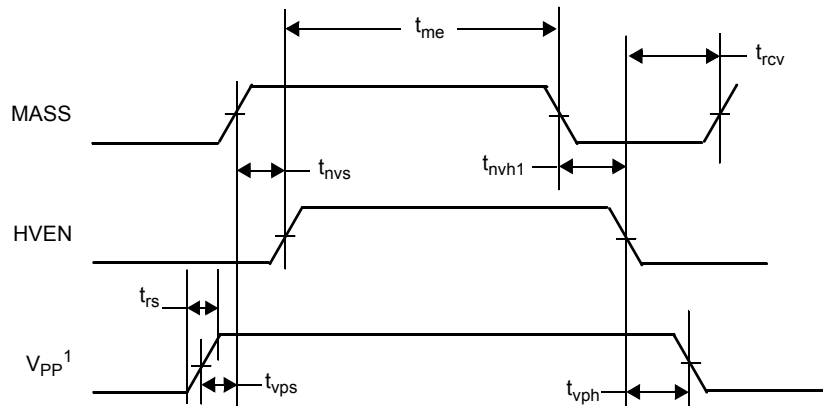 t_me
t_rcv
MASS
t_nvs
t_nvh1
HVEN
t_rs
V_PP^1
t_vps
t_vph